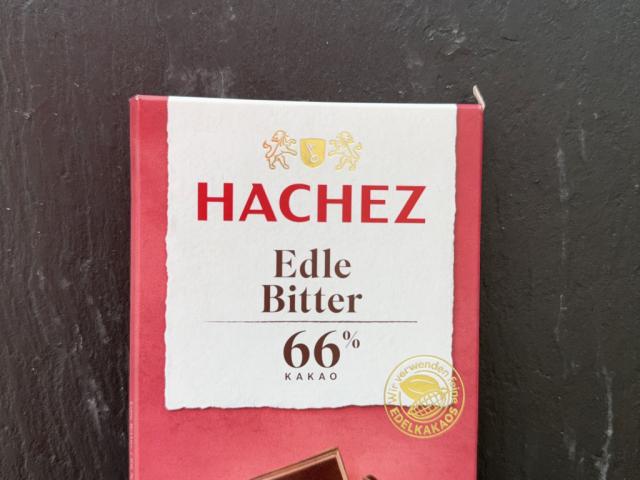 HACHEZ
Edle
Bitter
66%
KAKAO
Wir verwenden feine
EDELKAKAOS